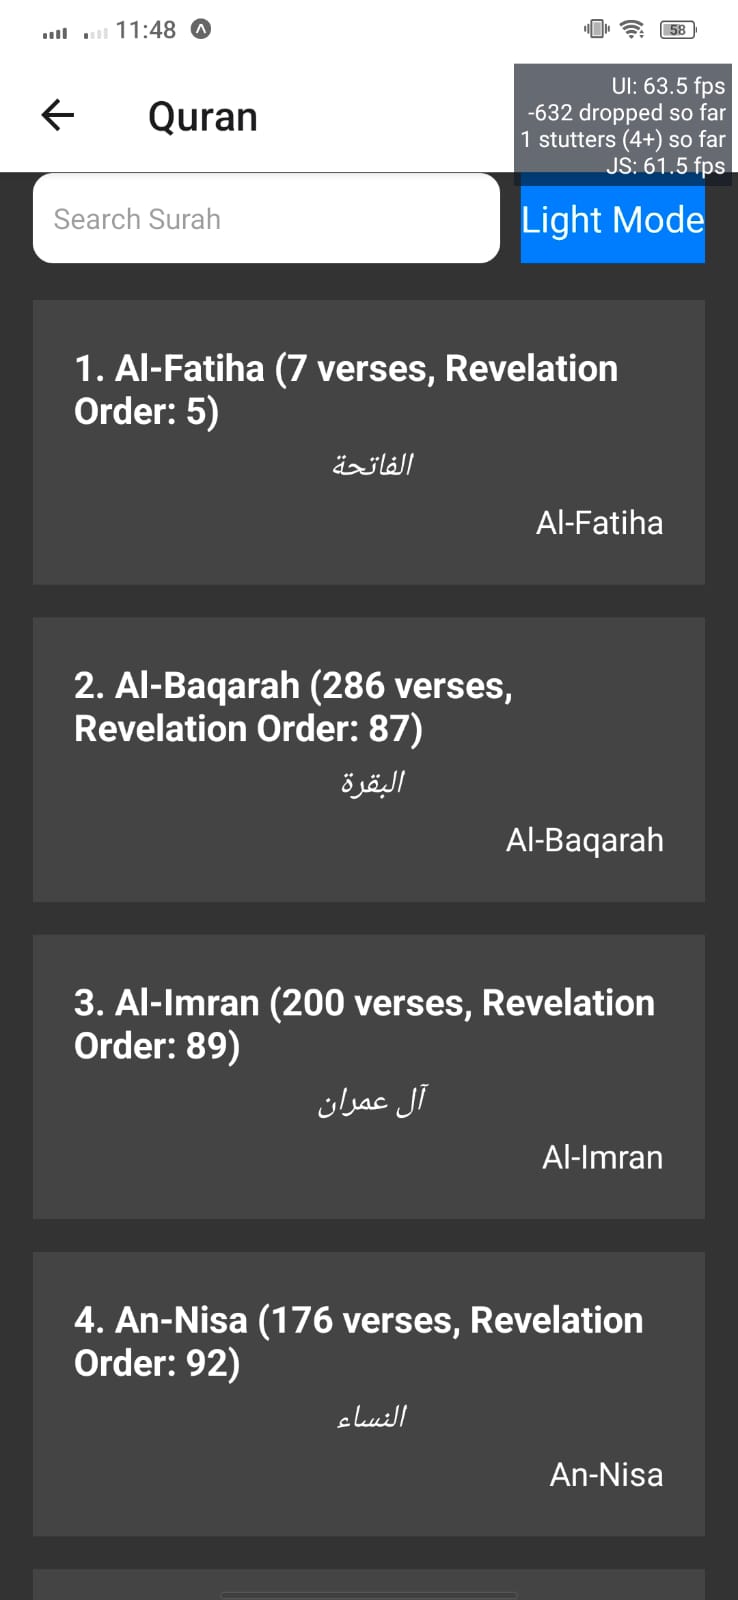 11:48
58
UI: 63.5 fps
-632 dropped so far
1 stutters (4+) so far
JS: 61.5 fps
Quran
Search Surah
Light Mode
1. Al-Fatiha (7 verses, Revelation
Order: 5)
الفاتحة
Al-Fatiha
2. Al-Baqarah (286 verses,
Revelation Order: 87)
البقرة
Al-Baqarah
3. Al-Imran (200 verses, Revelation
Order: 89)
آل عمران
Al-Imran
4. An-Nisa (176 verses, Revelation
Order: 92)
النساء
An-Nisa